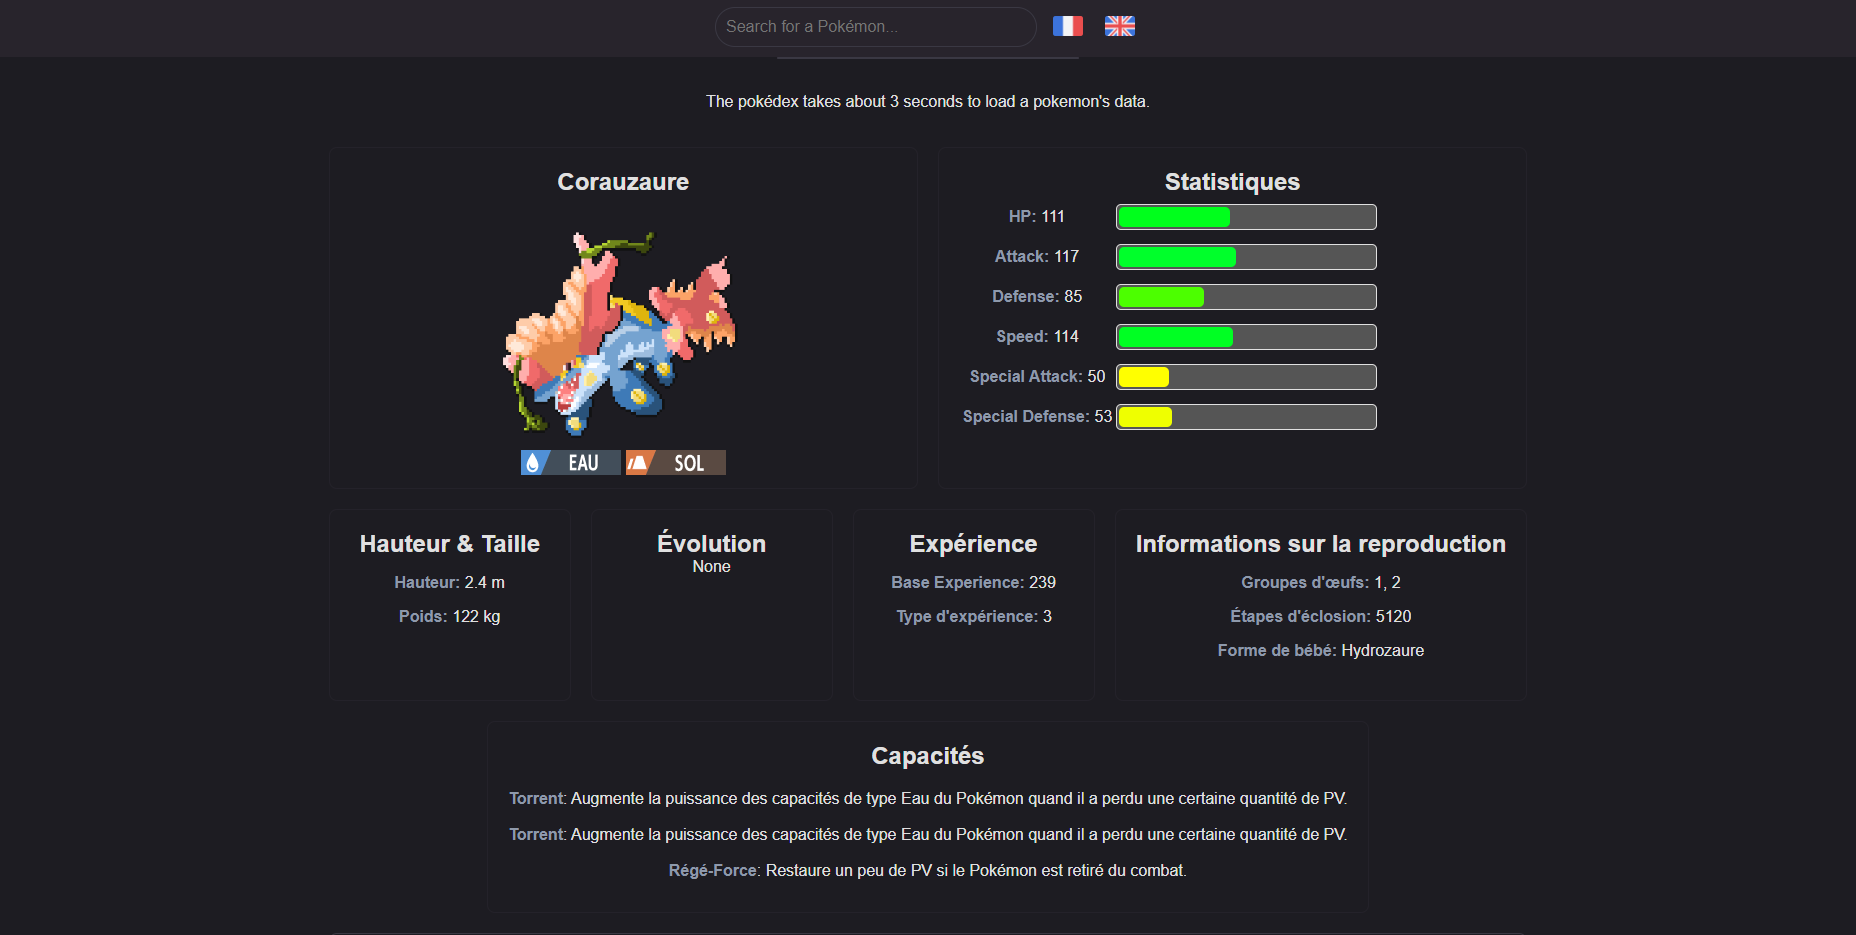 Search for a Pokémon...
The pokédex takes about 3 seconds to load a pokemon's data.
Corauzaure
EAU
SOL
Statistiques
HP: 111
Attack: 117
Defense: 85
Speed: 114
Special Attack: 50
Special Defense: 53
Hauteur & Taille
Hauteur: 2.4 m
Poids: 122 kg
Évolution
None
Expérience
Base Experience: 239
Type d'expérience: 3
Informations sur la reproduction
Groupes d'œufs: 1, 2
Étapes d'éclosion: 5120
Forme de bébé: Hydrozaure
Capacités
Torrent: Augmente la puissance des capacités de type Eau du Pokémon quand il a perdu une certaine quantité de PV.
Torrent: Augmente la puissance des capacités de type Eau du Pokémon quand il a perdu une certaine quantité de PV.
Régé-Force: Restaure un peu de PV si le Pokémon est retiré du combat.